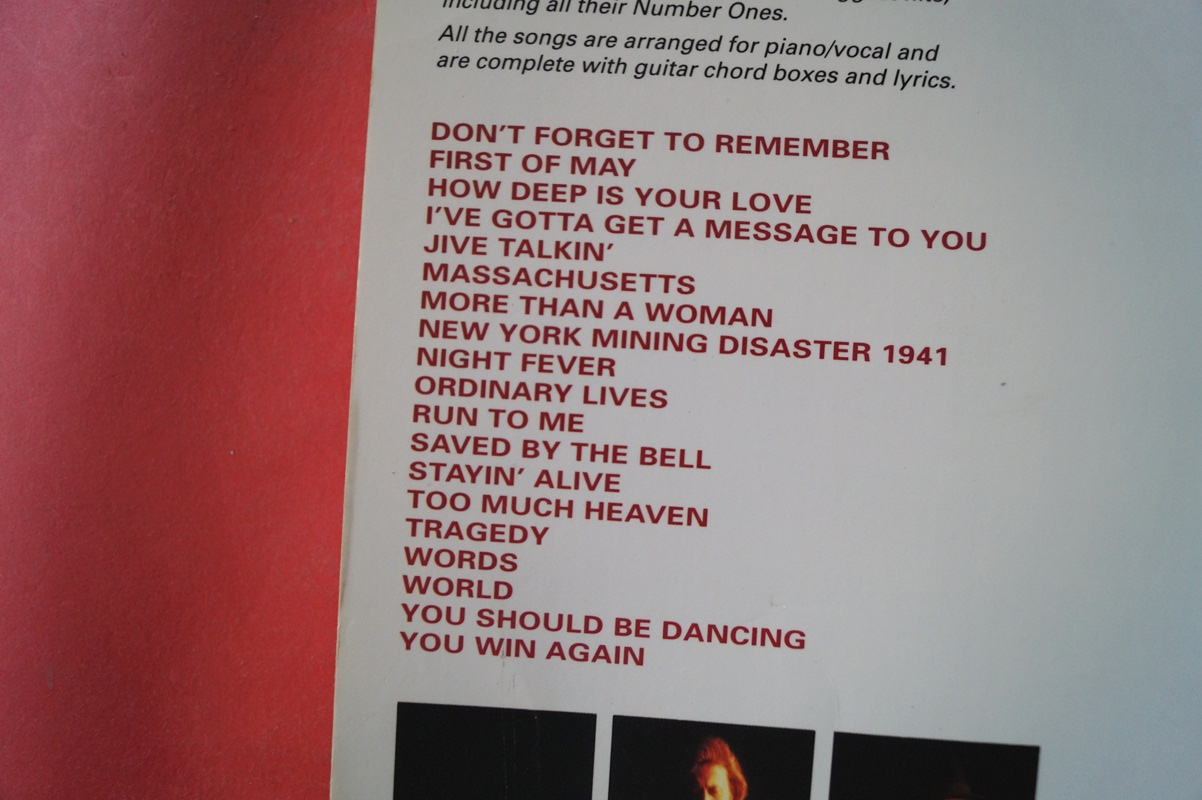 including all their Number Ones.
All the songs are arranged for piano/vocal and
are complete with guitar chord boxes and lyrics.
DON'T FORGET TO REMEMBER
FIRST OF MAY
HOW DEEP IS YOUR LOVE
I'VE GOTTA GET A MESSAGE TO YOU
JIVE TALKIN'
MASSACHUSETTS
MORE THAN A WOMAN
NEW YORK MINING DISASTER 1941
NIGHT FEVER
ORDINARY LIVES
RUN TO ME
SAVED BY THE BELL
STAYIN' ALIVE
TOO MUCH HEAVEN
TRAGEDY
WORDS
WORLD
YOU SHOULD BE DANCING
YOU WIN AGAIN